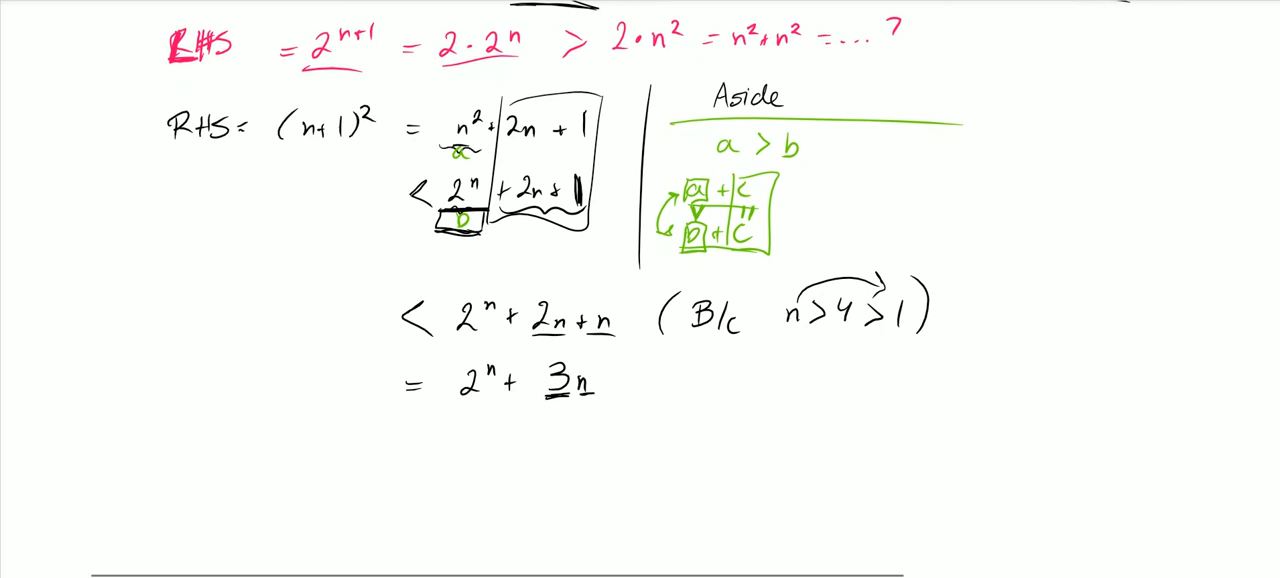 RHS = 2^{n+1} = 2 · 2^n > 2 · n^2 = n^2 + n^2 = .... ?
RHS = (n+1)^2 = n^2 + 2n + 1
a
< 2^n + 2n + 1
b
< 2^n + 2n + n (B/c n > 4 > 1)
= 2^n + 3n
Aside
a > b
a + c
v "
b + c